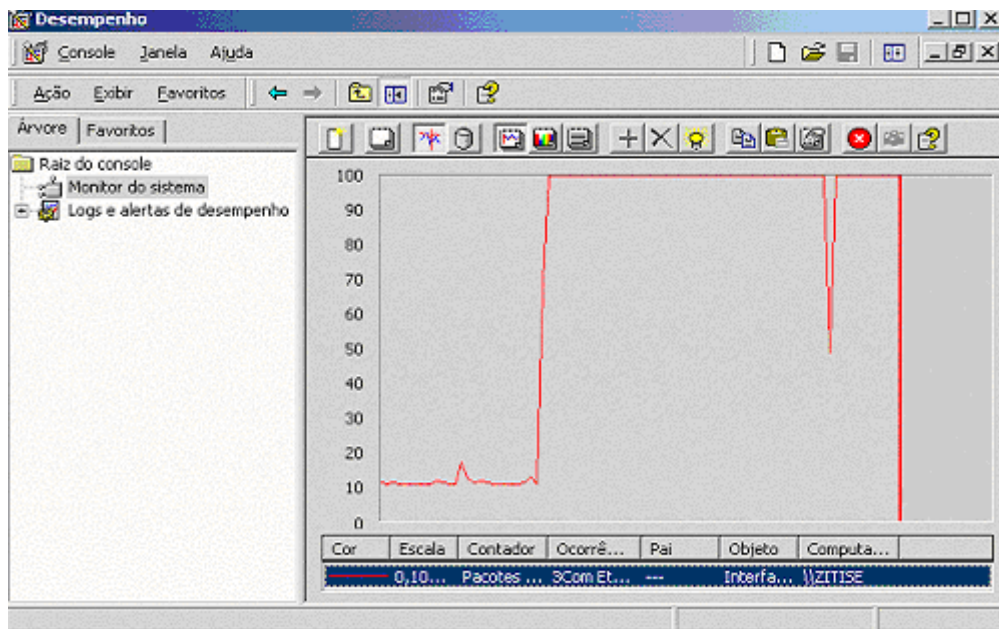 Desempenho
Console Janela Ajuda
Ação Exibir Favoritos
Árvore Favoritos
Raiz do console
Monitor do sistema
Logs e alertas de desempenho
100
90
80
70
60
50
40
30
20
10
0
Cor Escala Contador Ocorrê... Pai Objeto Computa...
0,10... Pacotes ... 3Com Et... --- Interfa... \\ZITISE